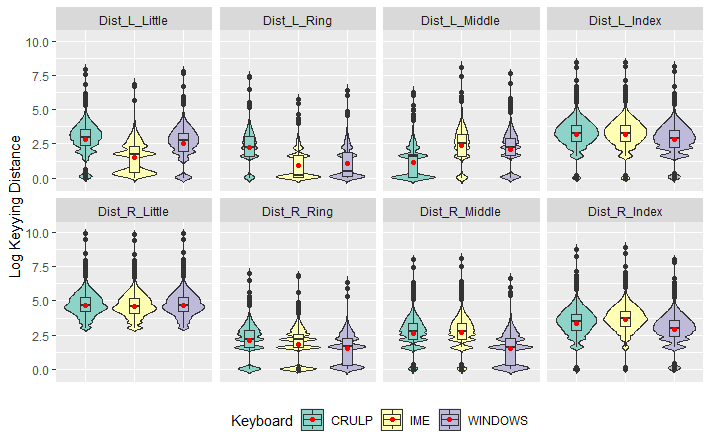 Dist_L_Little Dist_L_Ring Dist_L_Middle Dist_L_Index
10.0
7.5
5.0
2.5
0.0
Log Keyying Distance
Dist_R_Little Dist_R_Ring Dist_R_Middle Dist_R_Index
10.0
7.5
5.0
2.5
0.0
Keyboard CRULP IME WINDOWS